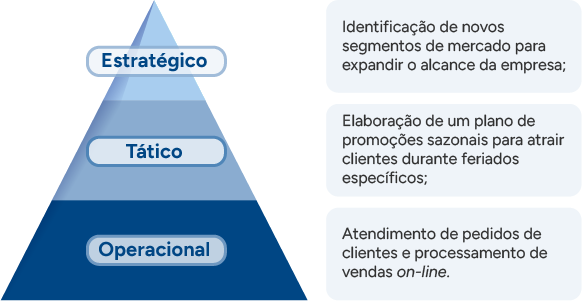 Estratégico
Identificação de novos
segmentos de mercado para
expandir o alcance da empresa;
Tático
Elaboração de um plano de
promoções sazonais para atrair
clientes durante feriados
específicos;
Operacional
Atendimento de pedidos de
clientes e processamento de
vendas on-line.